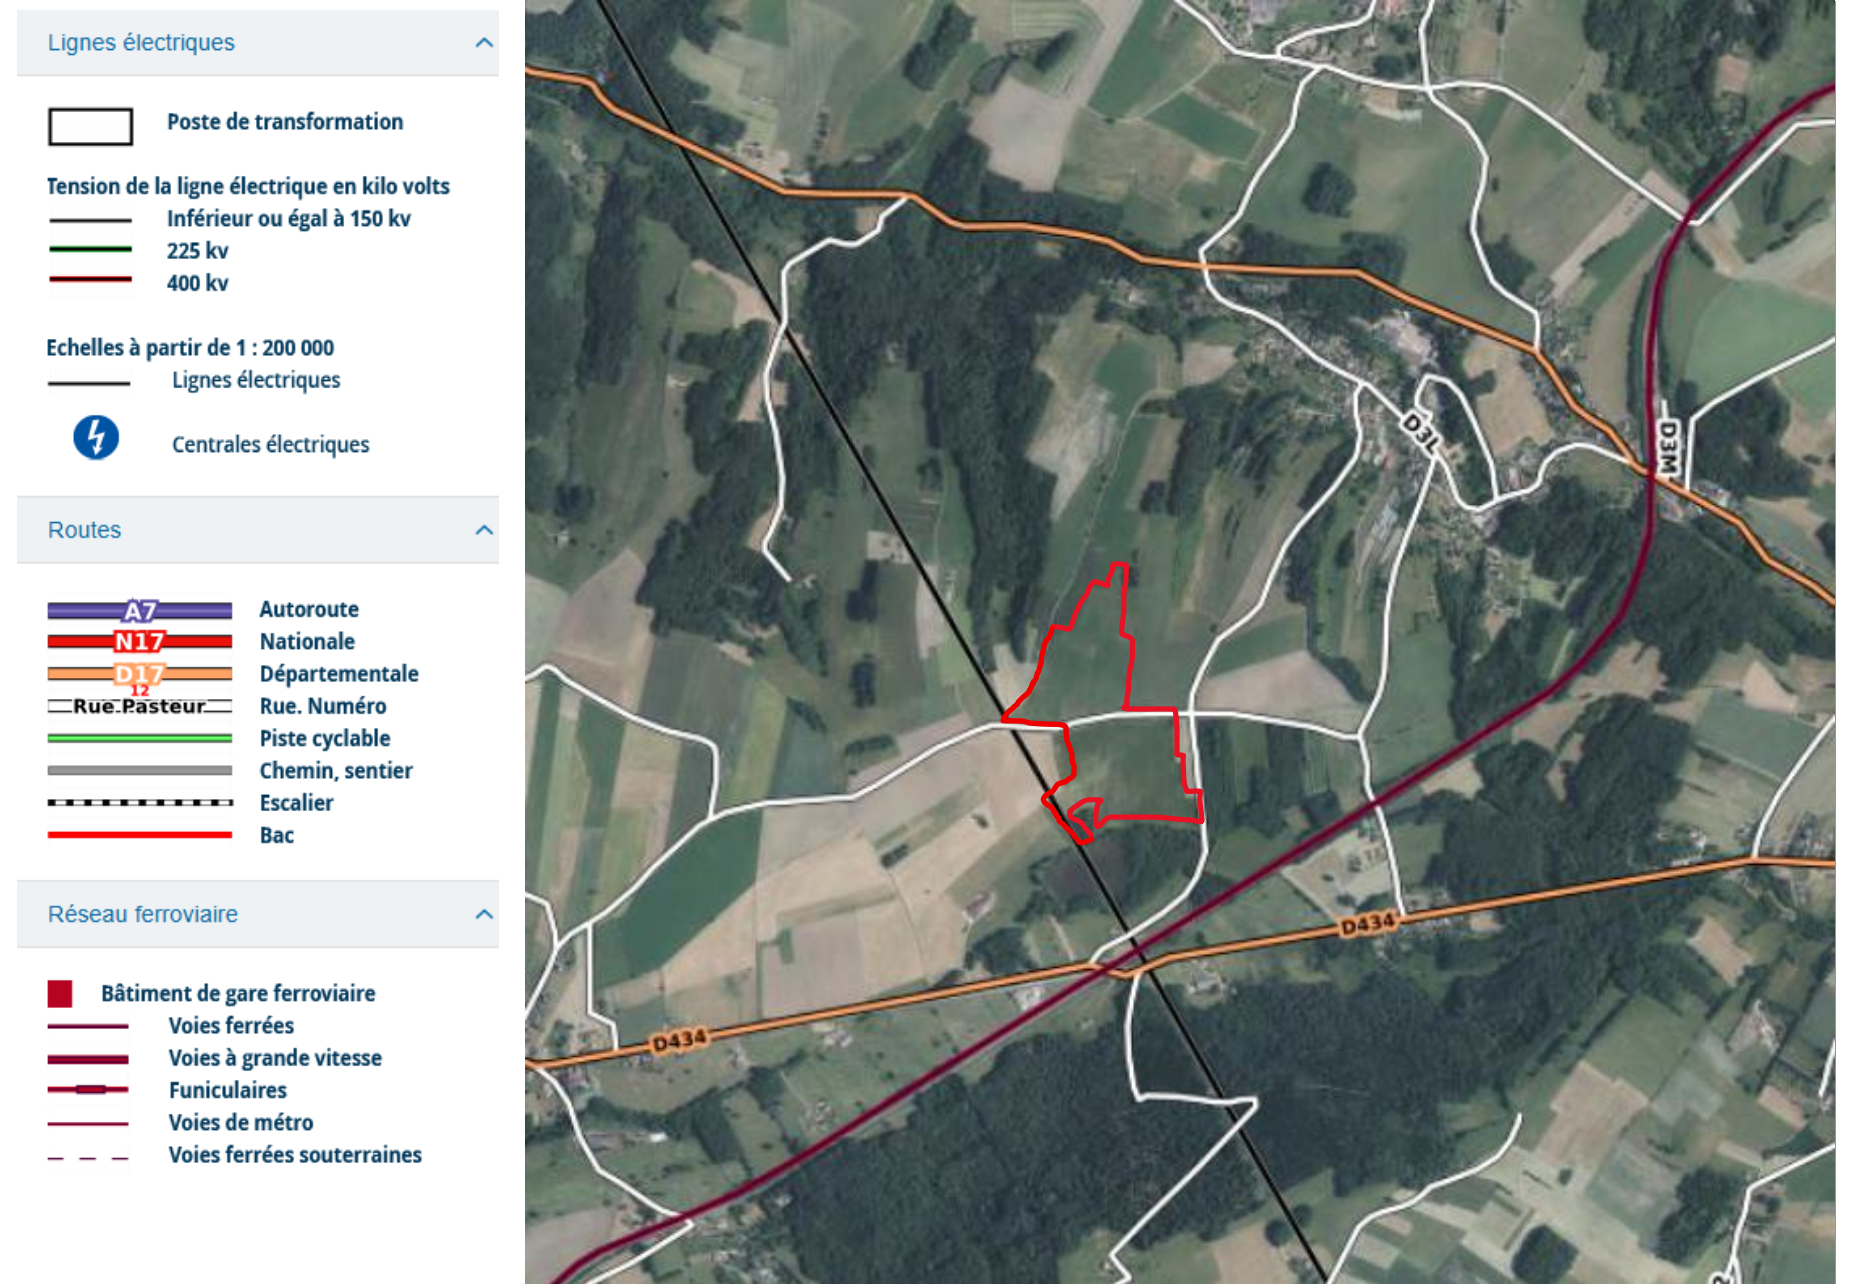 Lignes électriques
Poste de transformation
Tension de la ligne électrique en kilo volts
Inférieur ou égal à 150 kv
225 kv
400 kv
Echelles à partir de 1 : 200 000
Lignes électriques
Centrales électriques
Routes
A7 Autoroute
N17 Nationale
D17 Départementale
12
Rue Pasteur Rue. Numéro
Piste cyclable
Chemin, sentier
Escalier
Bac
Réseau ferroviaire
Bâtiment de gare ferroviaire
Voies ferrées
Voies à grande vitesse
Funiculaires
Voies de métro
Voies ferrées souterraines
D3L
D3M
D434
D434